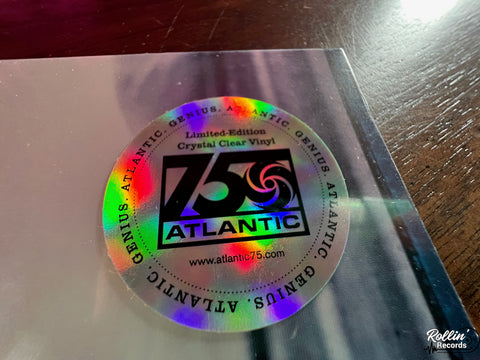 GENIUS. ATLANTIC. GENIUS. ATLANTIC. GENIUS. ATLANTIC. GENIUS. ATLANTIC.
Limited-Edition
Crystal Clear Vinyl
75
ATLANTIC
www.atlantic75.com
Rollin'
Records